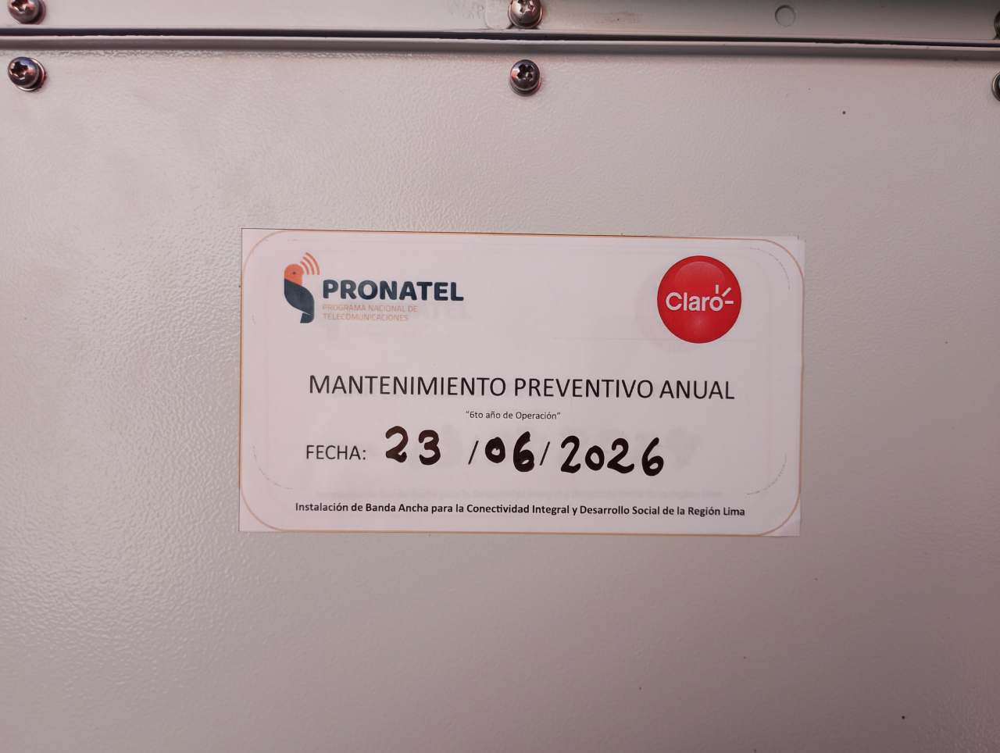 PRONATEL
PROGRAMA NACIONAL DE
TELECOMUNICACIONES
Claro
MANTENIMIENTO PREVENTIVO ANUAL
"6to año de Operación"
FECHA: 23 /06/ 2026
Instalación de Banda Ancha para la Conectividad Integral y Desarrollo Social de la Región Lima